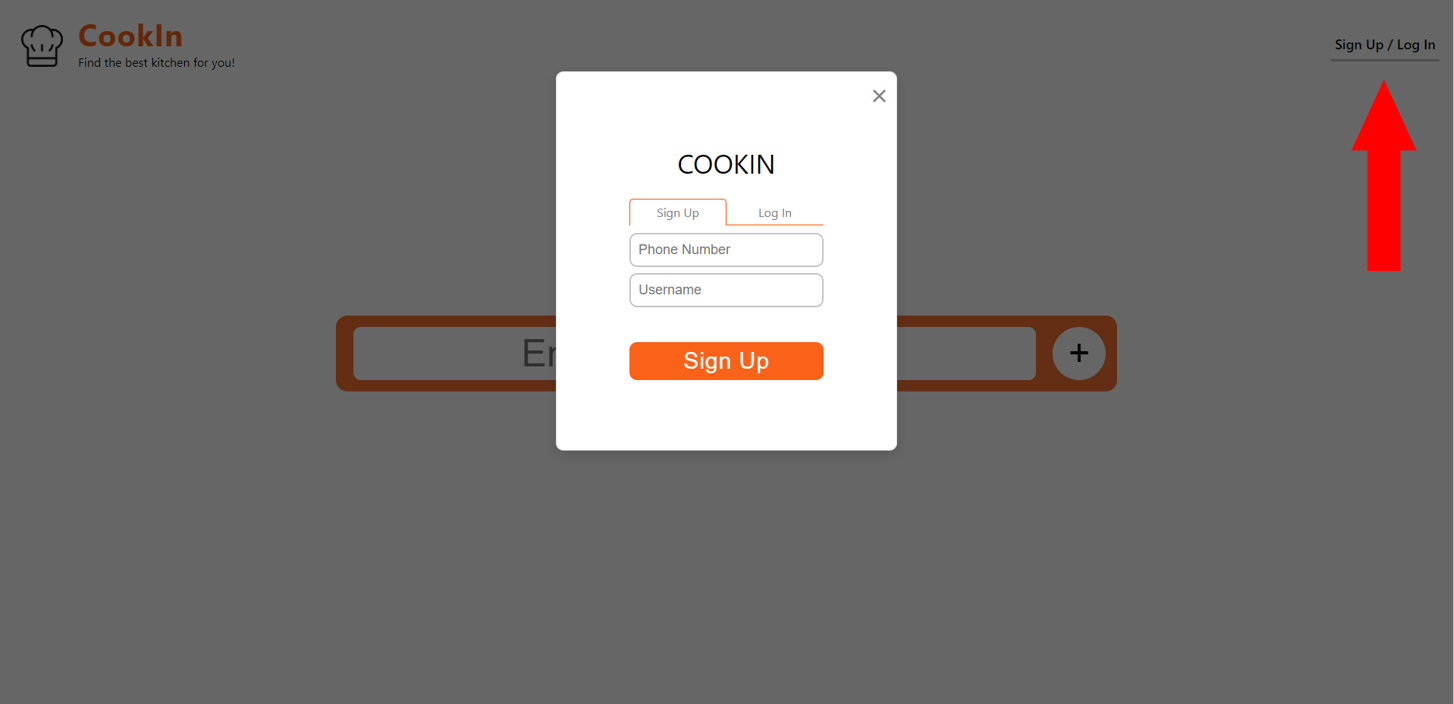 CookIn
Find the best kitchen for you!
Sign Up / Log In
COOKIN
Sign Up
Log In
Phone Number
Username
Sign Up
+